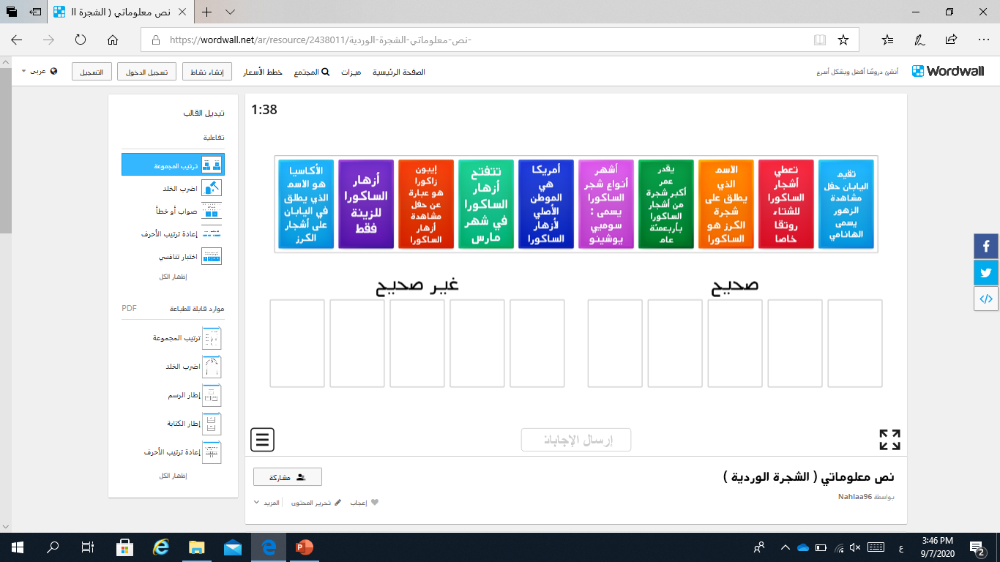 نص معلوماتي ( الشجرة ال
https://wordwall.net/ar/resource/2438011/نص-معلوماتي-الشجرة-الوردية-
Wordwall
أنشئ دروسًا أفضل وبشكل أسرع
الصفحة الرئيسية
ميزات
المجتمع
خطط الأسعار
إنشاء نشاط
تسجيل الدخول
التسجيل
عربى
1:38
تقيم
اليابان حفل
مشاهدة
الزهور
يسمى
الهانامي
تعطي
أشجار
الساكورا
للشتاء
رونقا
خاصا
الاسم
الذي
يطلق على
شجرة
الكرز هو
الساكورا
يقدر
عمر
أكبر شجرة
من أشجار
الساكورا
بأربعمئة
عام
أشهر
أنواع شجر
الساكورا
يسمى :
سوميي
يوشينو
أمريكا
هي
الموطن
الأصلي
لأزهار
الساكورا
تتفتح
أزهار
الساكورا
في شهر
مارس
إيبون
زاكورا
هو عبارة
عن حفل
مشاهدة
أزهار
الساكورا
أزهار
الساكورا
للزينة
فقط
الأكاسيا
هو الاسم
الذي يطلق
في اليابان
على أشجار
الكرز
صحيح
غير صحيح
إرسال الإجابات
نص معلوماتي ( الشجرة الوردية )
بواسطة Nahlaa96
مشاركة
إعجاب
تحرير المحتوى
المزيد
تبديل القالب
تفاعلية
ترتيب المجموعة
اضرب الخلد
صواب أو خطأ
إعادة ترتيب الأحرف
اختبار تنافسي
إظهار الكل
موارد قابلة للطباعة
PDF
ترتيب المجموعة
اضرب الخلد
إطار الرسم
إطار الكتابة
إعادة ترتيب الأحرف
إظهار الكل
ع
3:46 PM
9/7/2020
2